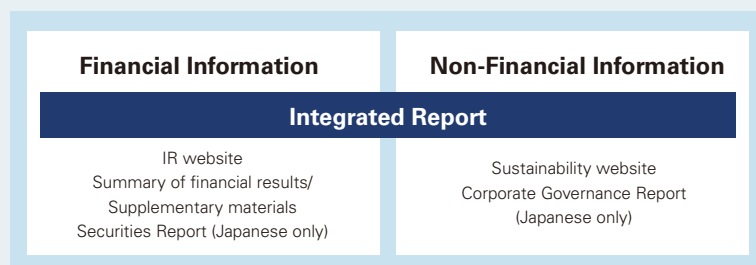 Financial Information
Non-Financial Information
Integrated Report
IR website
Summary of financial results/
Supplementary materials
Securities Report (Japanese only)
Sustainability website
Corporate Governance Report
(Japanese only)